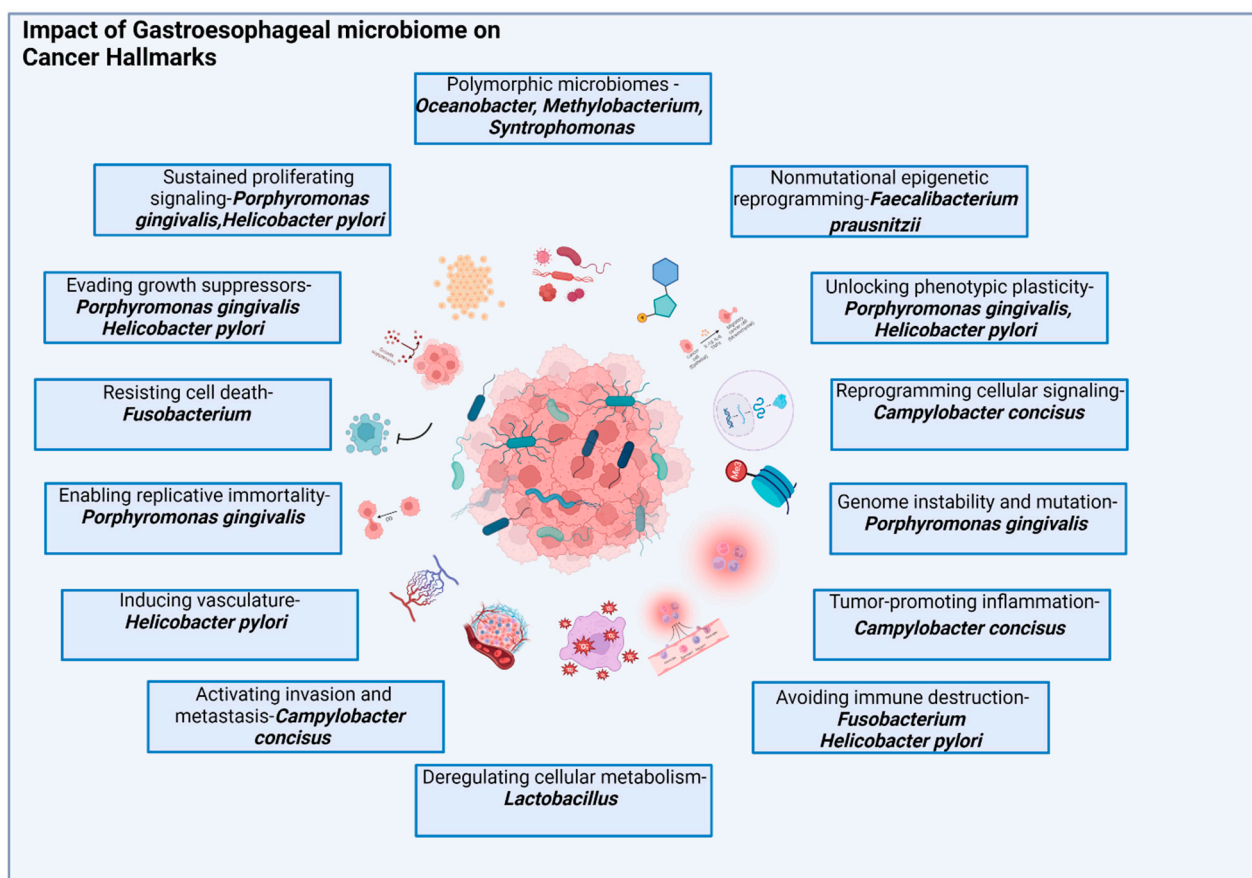 Impact of Gastroesophageal microbiome on
Cancer Hallmarks
Polymorphic microbiomes -
Oceanobacter, Methylobacterium,
Syntrophomonas
Sustained proliferating
signaling-Porphyromonas
gingivalis,Helicobacter pylori
Nonmutational epigenetic
reprogramming-Faecalibacterium
prausnitzii
Evading growth suppressors-
Porphyromonas gingivalis
Helicobacter pylori
Unlocking phenotypic plasticity-
Porphyromonas gingivalis,
Helicobacter pylori
Resisting cell death-
Fusobacterium
Reprogramming cellular signaling-
Campylobacter concisus
Me3
Enabling replicative immortality-
Porphyromonas gingivalis
Genome instability and mutation-
Porphyromonas gingivalis
Inducing vasculature-
Helicobacter pylori
Tumor-promoting inflammation-
Campylobacter concisus
Activating invasion and
metastasis-Campylobacter
concisus
Avoiding immune destruction-
Fusobacterium
Helicobacter pylori
Deregulating cellular metabolism-
Lactobacillus